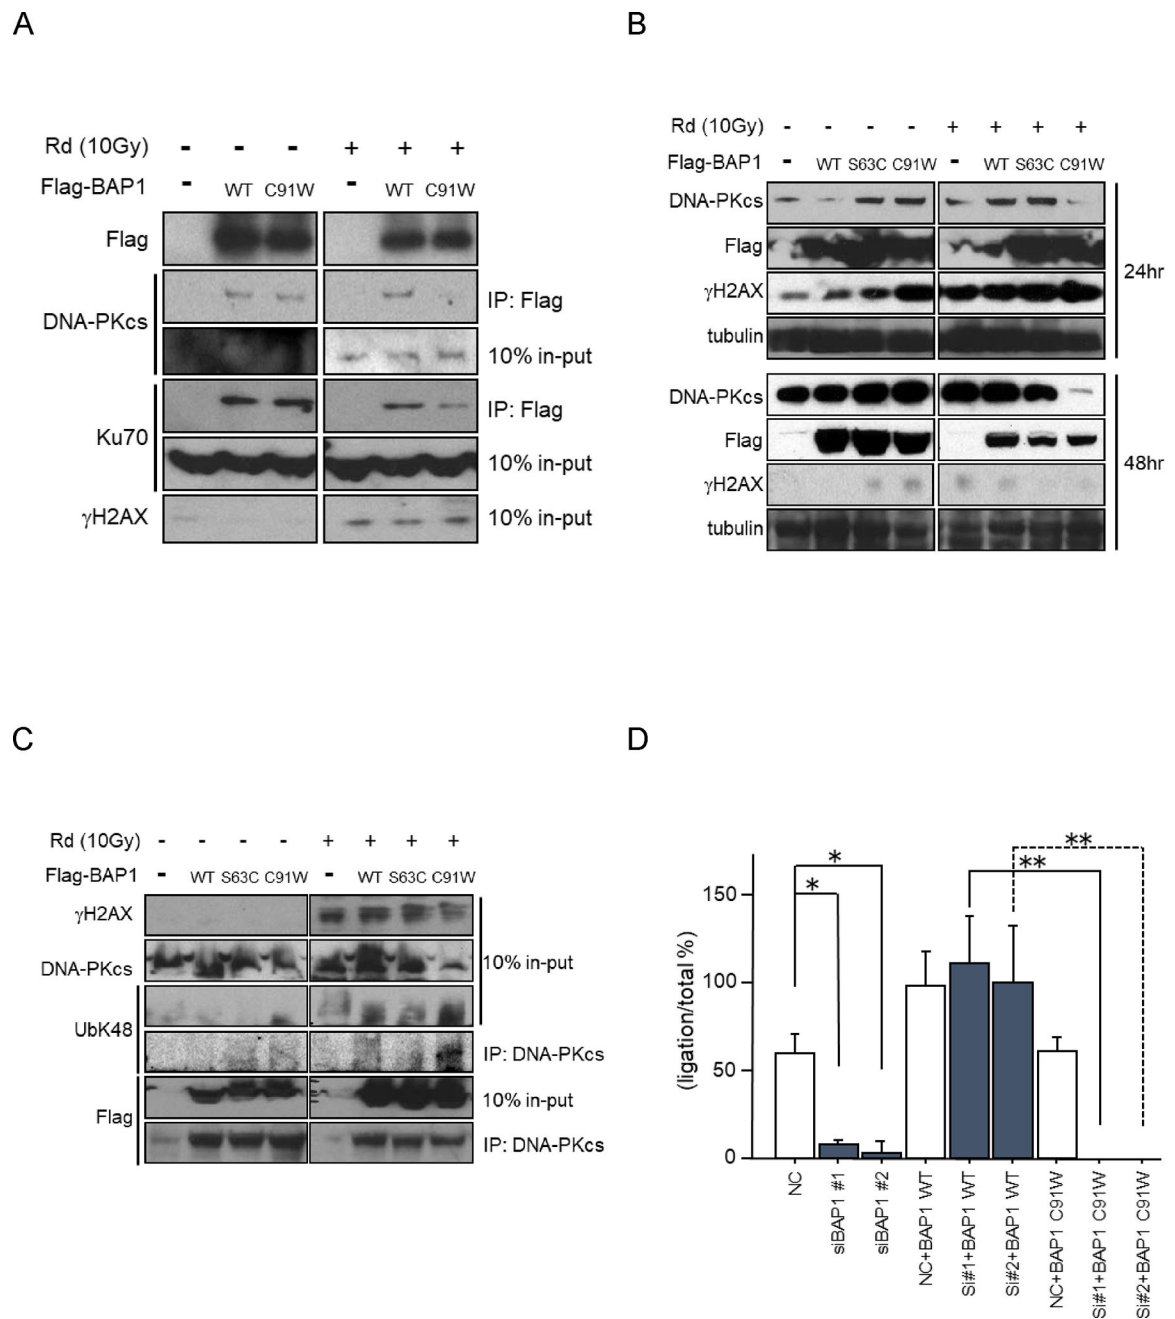 A
Rd (10Gy) - - - + + +
Flag-BAP1 - WT C91W - WT C91W
Flag
DNA-PKcs
IP: Flag
10% in-put
Ku70
IP: Flag
10% in-put
γH2AX
10% in-put
B
Rd (10Gy) - - - - + + + +
Flag-BAP1 - WT S63C C91W - WT S63C C91W
DNA-PKcs
Flag
γH2AX
tubulin
24hr
DNA-PKcs
Flag
γH2AX
tubulin
48hr
C
Rd (10Gy) - - - - + + + +
Flag-BAP1 - WT S63C C91W - WT S63C C91W
γH2AX
DNA-PKcs
10% in-put
UbK48
IP: DNA-PKcs
Flag
10% input
IP: DNA-PKcs
D
(ligation/total %)
150
100
50
0
* * ** **
NC
siBAP1 #1
siBAP1 #2
NC+BAP1 WT
Si#1+BAP1 WT
Si#2+BAP1 WT
NC+BAP1 C91W
Si#1+BAP1 C91W
Si#2+BAP1 C91W